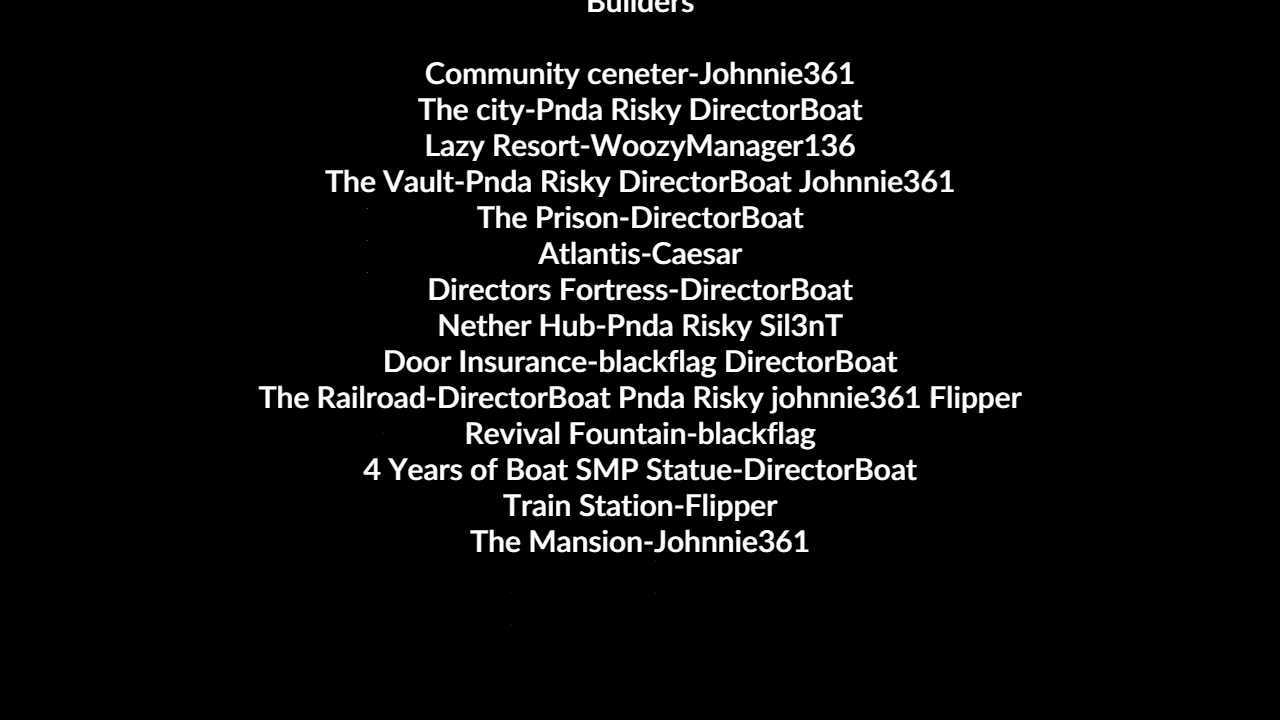 Builders
Community ceneter-Johnnie361
The city-Pnda Risky DirectorBoat
Lazy Resort-WoozyManager136
The Vault-Pnda Risky DirectorBoat Johnnie361
The Prison-DirectorBoat
Atlantis-Caesar
Directors Fortress-DirectorBoat
Nether Hub-Pnda Risky Sil3nT
Door Insurance-blackflag DirectorBoat
The Railroad-DirectorBoat Pnda Risky johnnie361 Flipper
Revival Fountain-blackflag
4 Years of Boat SMP Statue-DirectorBoat
Train Station-Flipper
The Mansion-Johnnie361